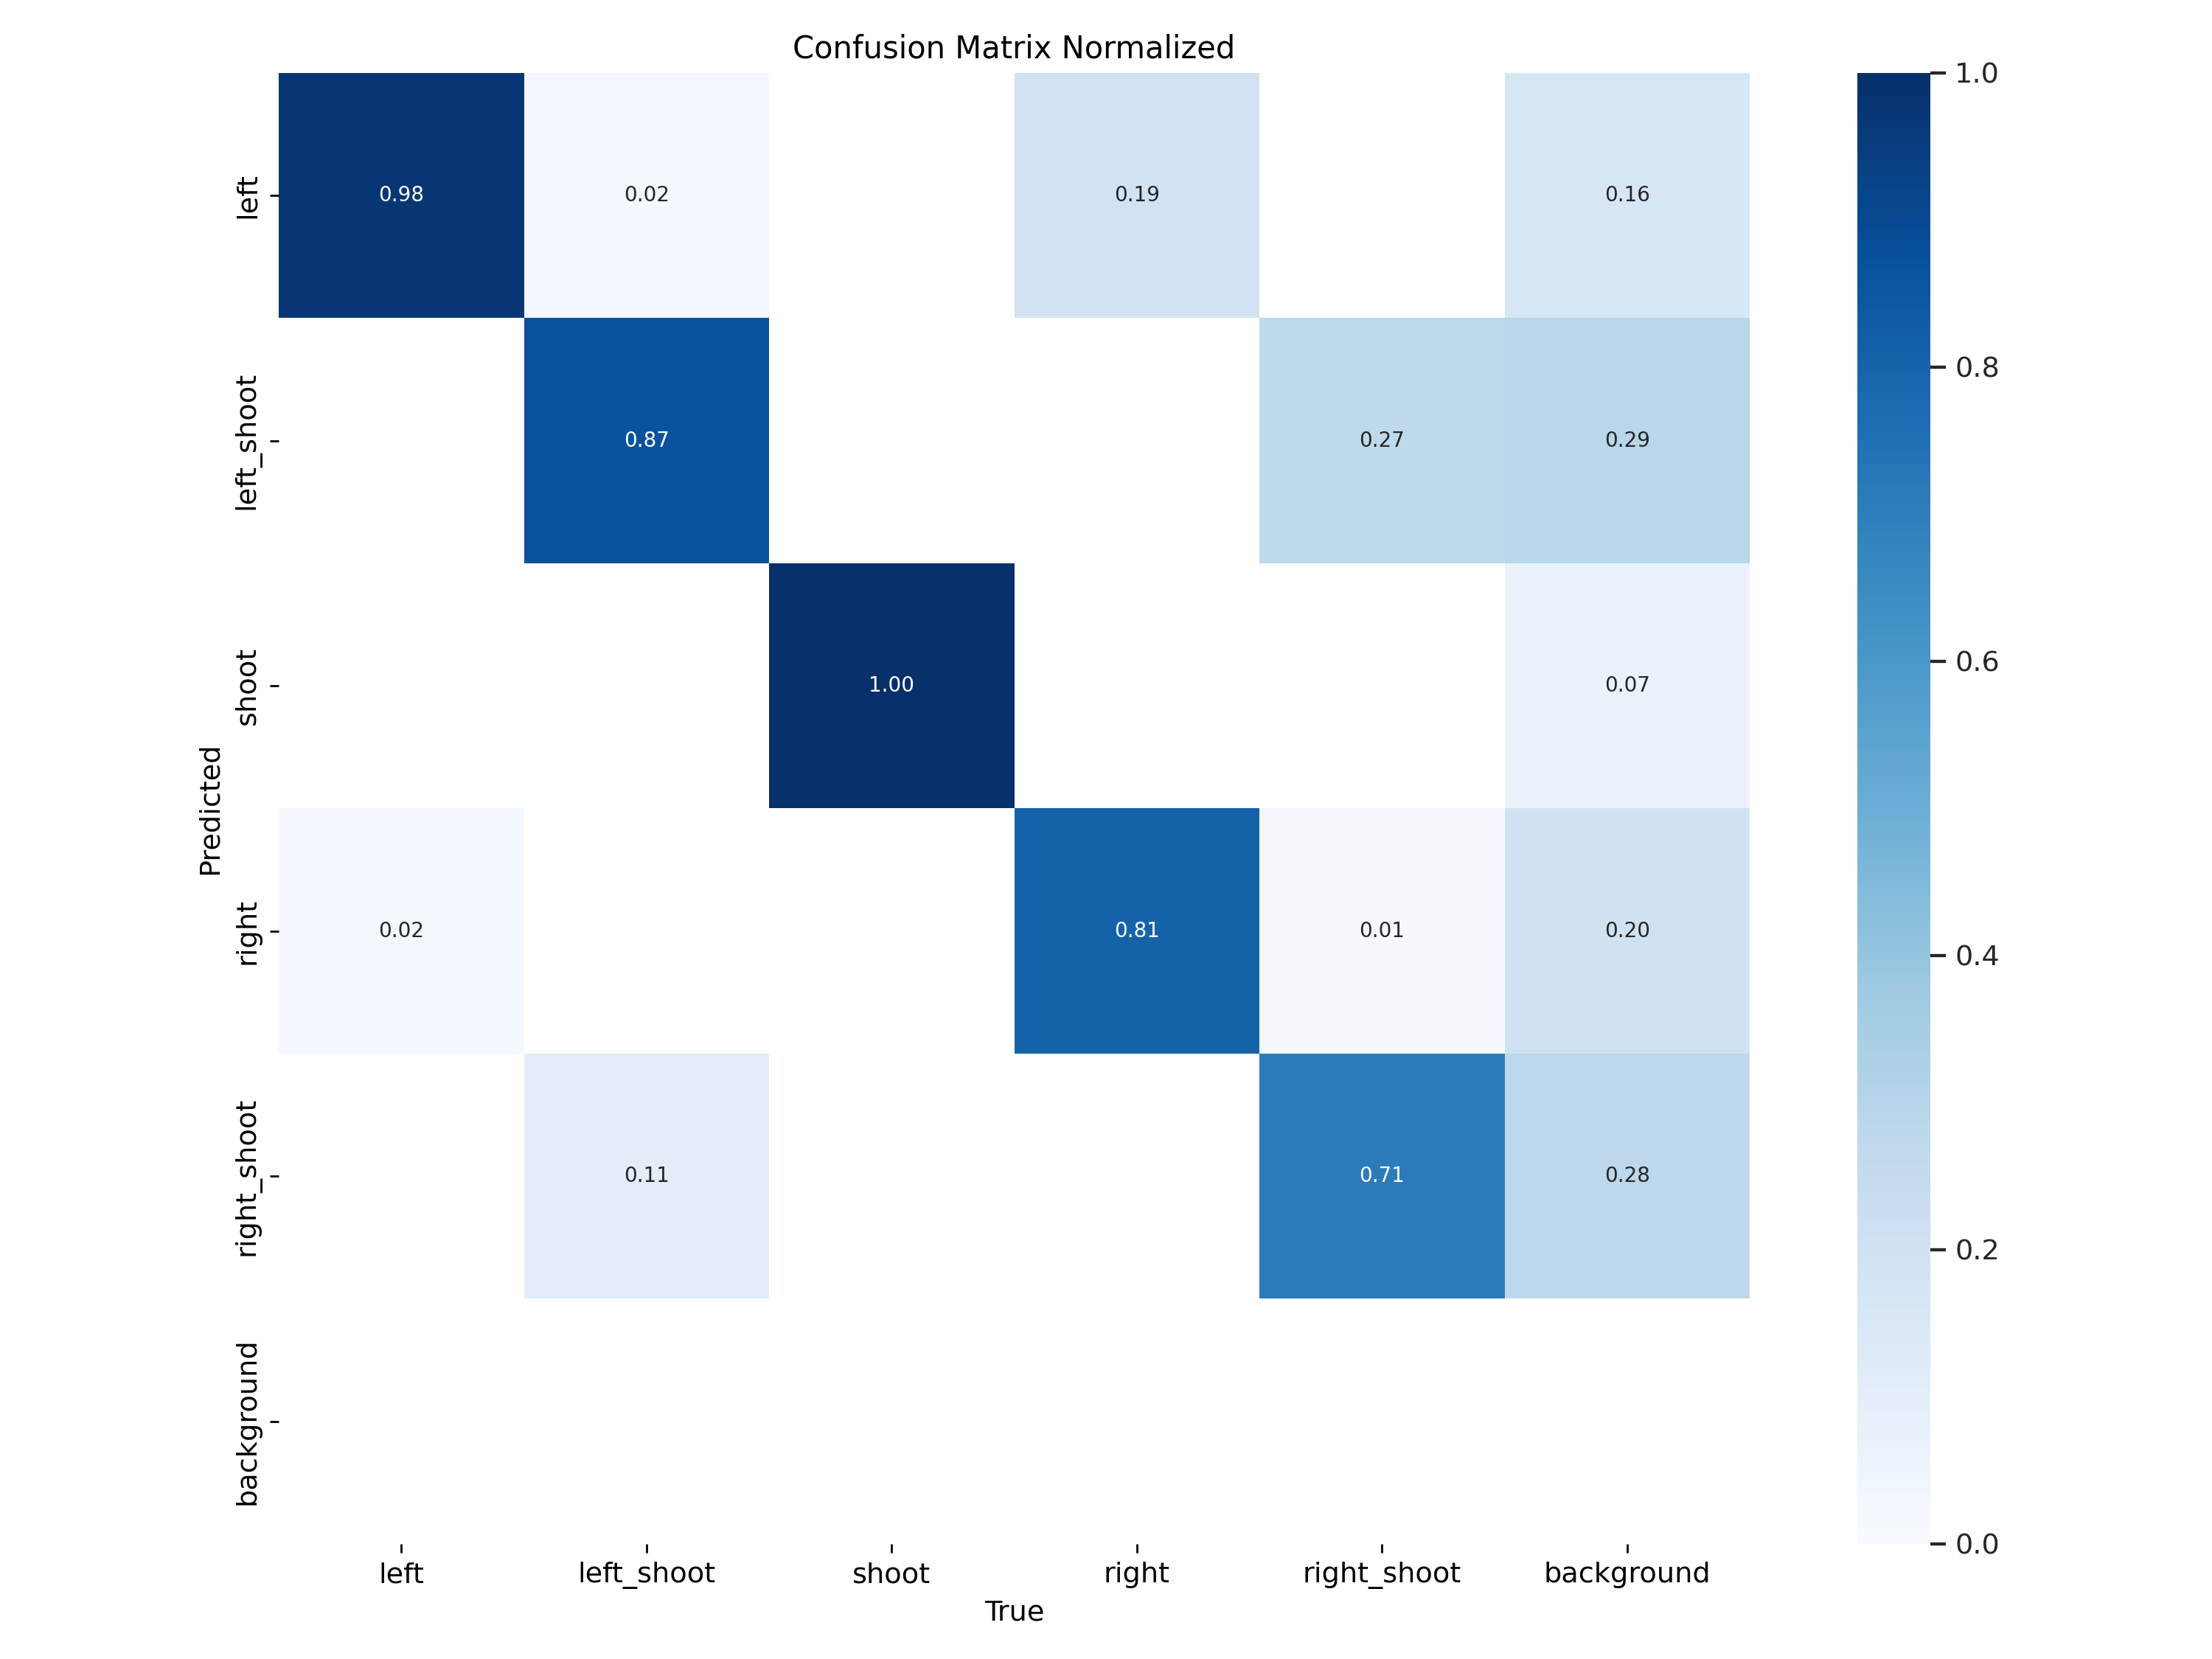 Confusion Matrix Normalized
1.0
left
0.98
0.02
0.19
0.16
0.8
left_shoot
0.87
0.27
0.29
0.6
shoot
1.00
0.07
Predicted
right
0.02
0.81
0.01
0.20
0.4
right_shoot
0.11
0.71
0.28
0.2
background
0.0
left left_shoot shoot right right_shoot background
True